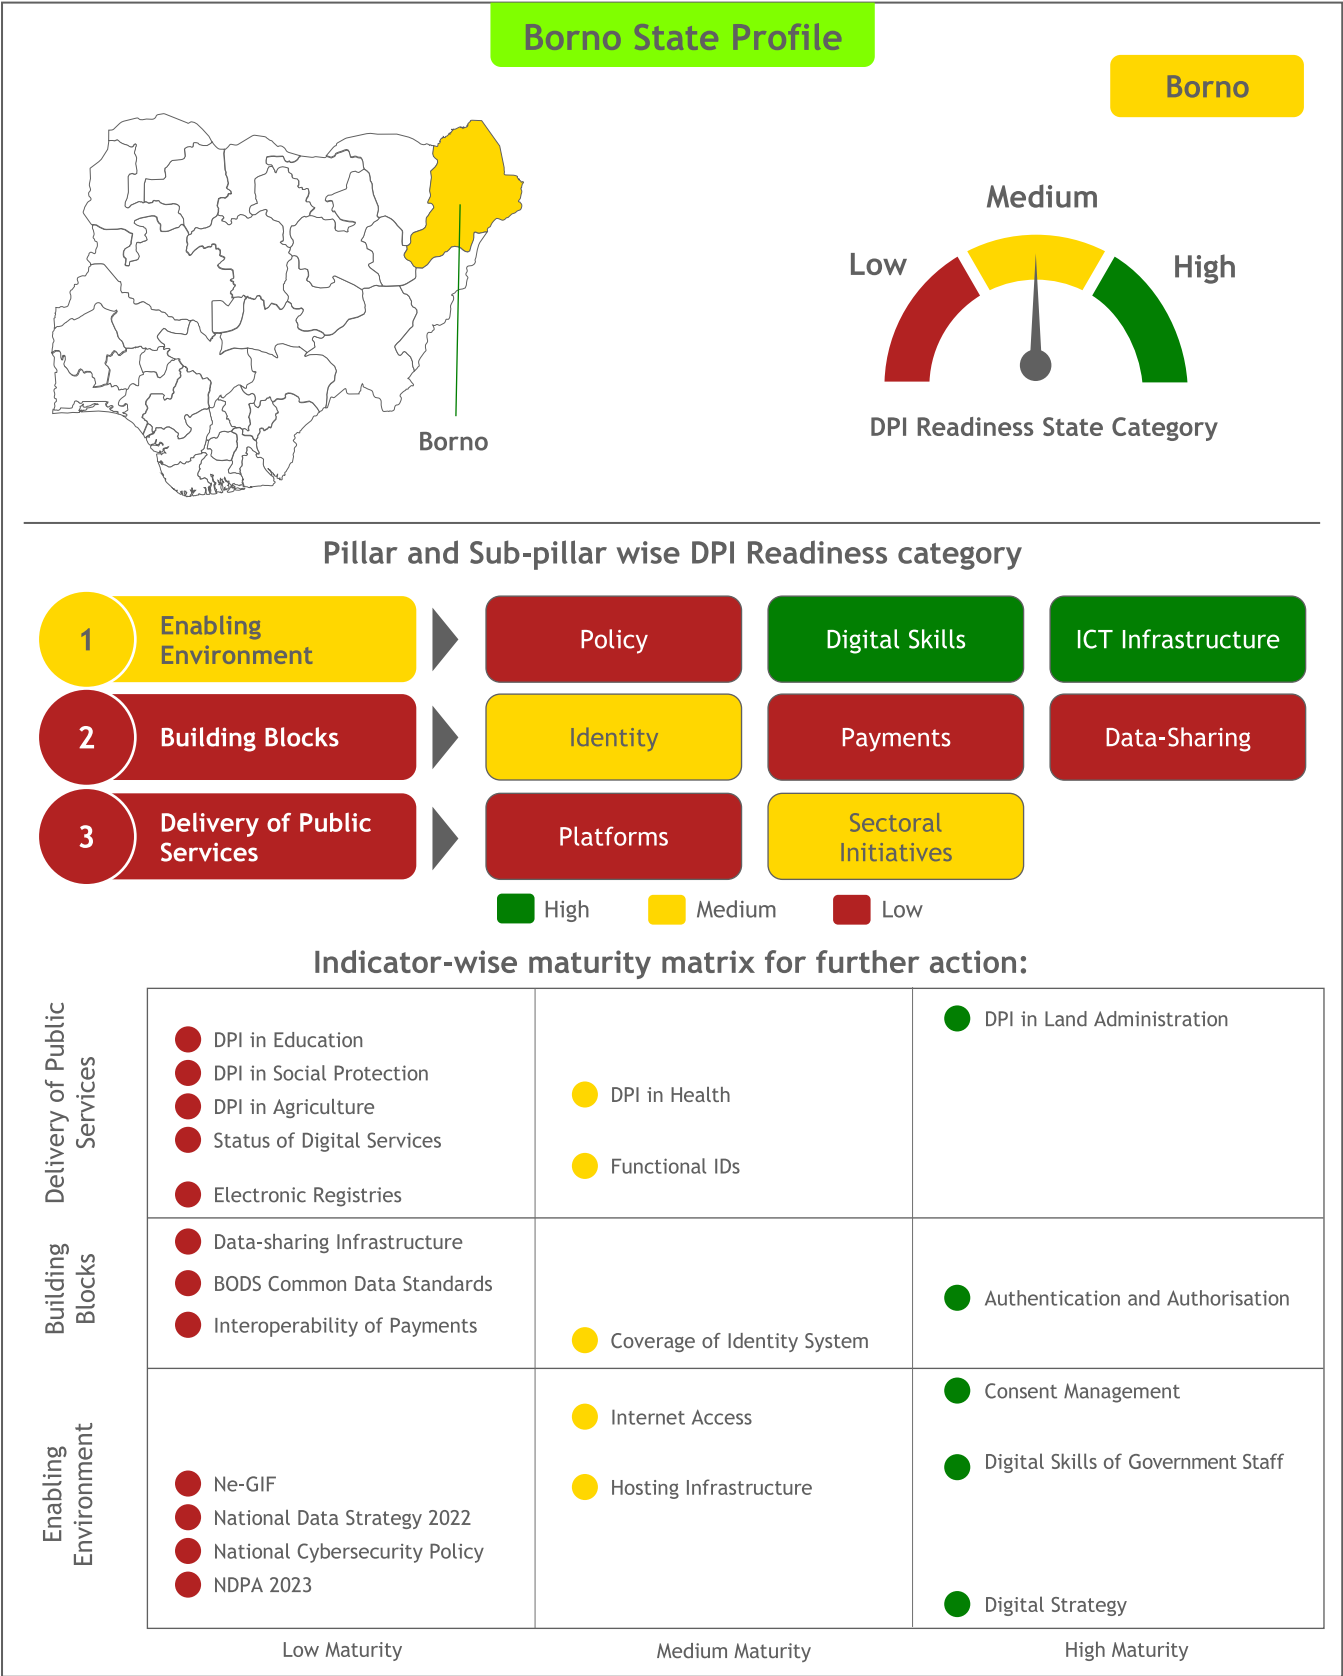 Borno State Profile
Borno
Medium
Low
High
DPI Readiness State Category
Borno
Pillar and Sub-pillar wise DPI Readiness category
1
Enabling
Environment
Policy
Digital Skills
ICT Infrastructure
2
Building Blocks
Identity
Payments
Data-Sharing
3
Delivery of Public
Services
Platforms
Sectoral
Initiatives
High
Medium
Low
Indicator-wise maturity matrix for further action:
Delivery of Public
Services
DPI in Education
DPI in Social Protection
DPI in Agriculture
Status of Digital Services
Electronic Registries
DPI in Health
Functional IDs
DPI in Land Administration
Building
Blocks
Data-sharing Infrastructure
BODS Common Data Standards
Interoperability of Payments
Coverage of Identity System
Authentication and Authorisation
Enabling
Environment
Ne-GIF
National Data Strategy 2022
National Cybersecurity Policy
NDPA 2023
Internet Access
Hosting Infrastructure
Consent Management
Digital Skills of Government Staff
Digital Strategy
Low Maturity
Medium Maturity
High Maturity